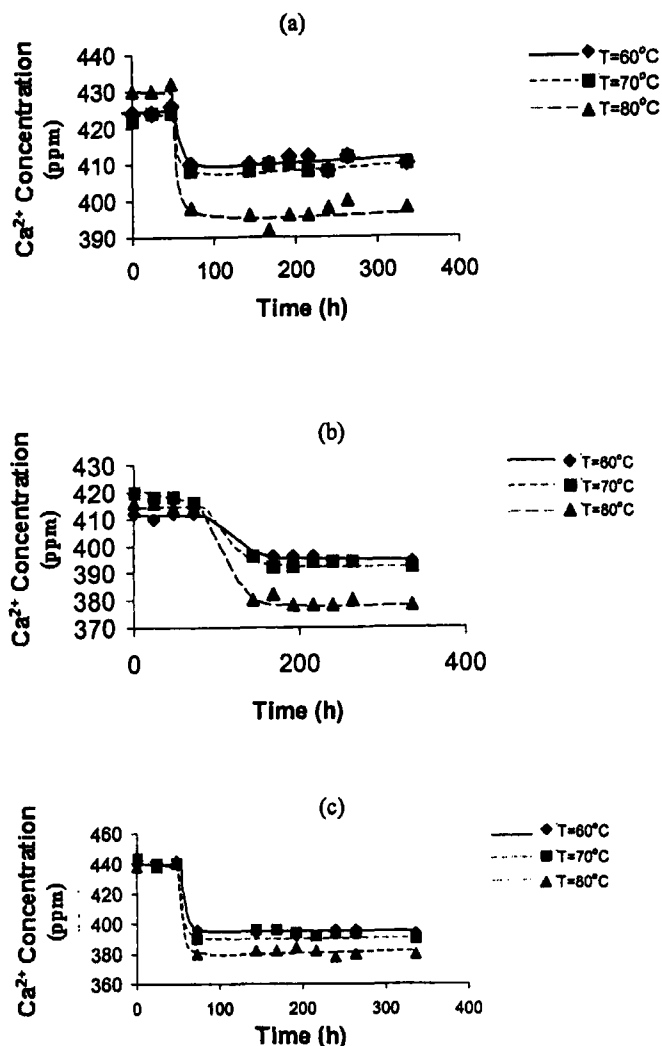 (a)
T=60°C
T=70°C
T=80°C
Ca²⁺ Concentration
(ppm)
440
430
420
410
400
390
0 100 200 300 400
Time (h)
(b)
T=60°C
T=70°C
T=80°C
Ca²⁺ Concentration
(ppm)
430
420
410
400
390
380
370
0 200 400
Time (h)
(c)
T=60°C
T=70°C
T=80°C
Ca²⁺ Concentration
(ppm)
460
440
420
400
380
360
0 100 200 300 400
Time (h)